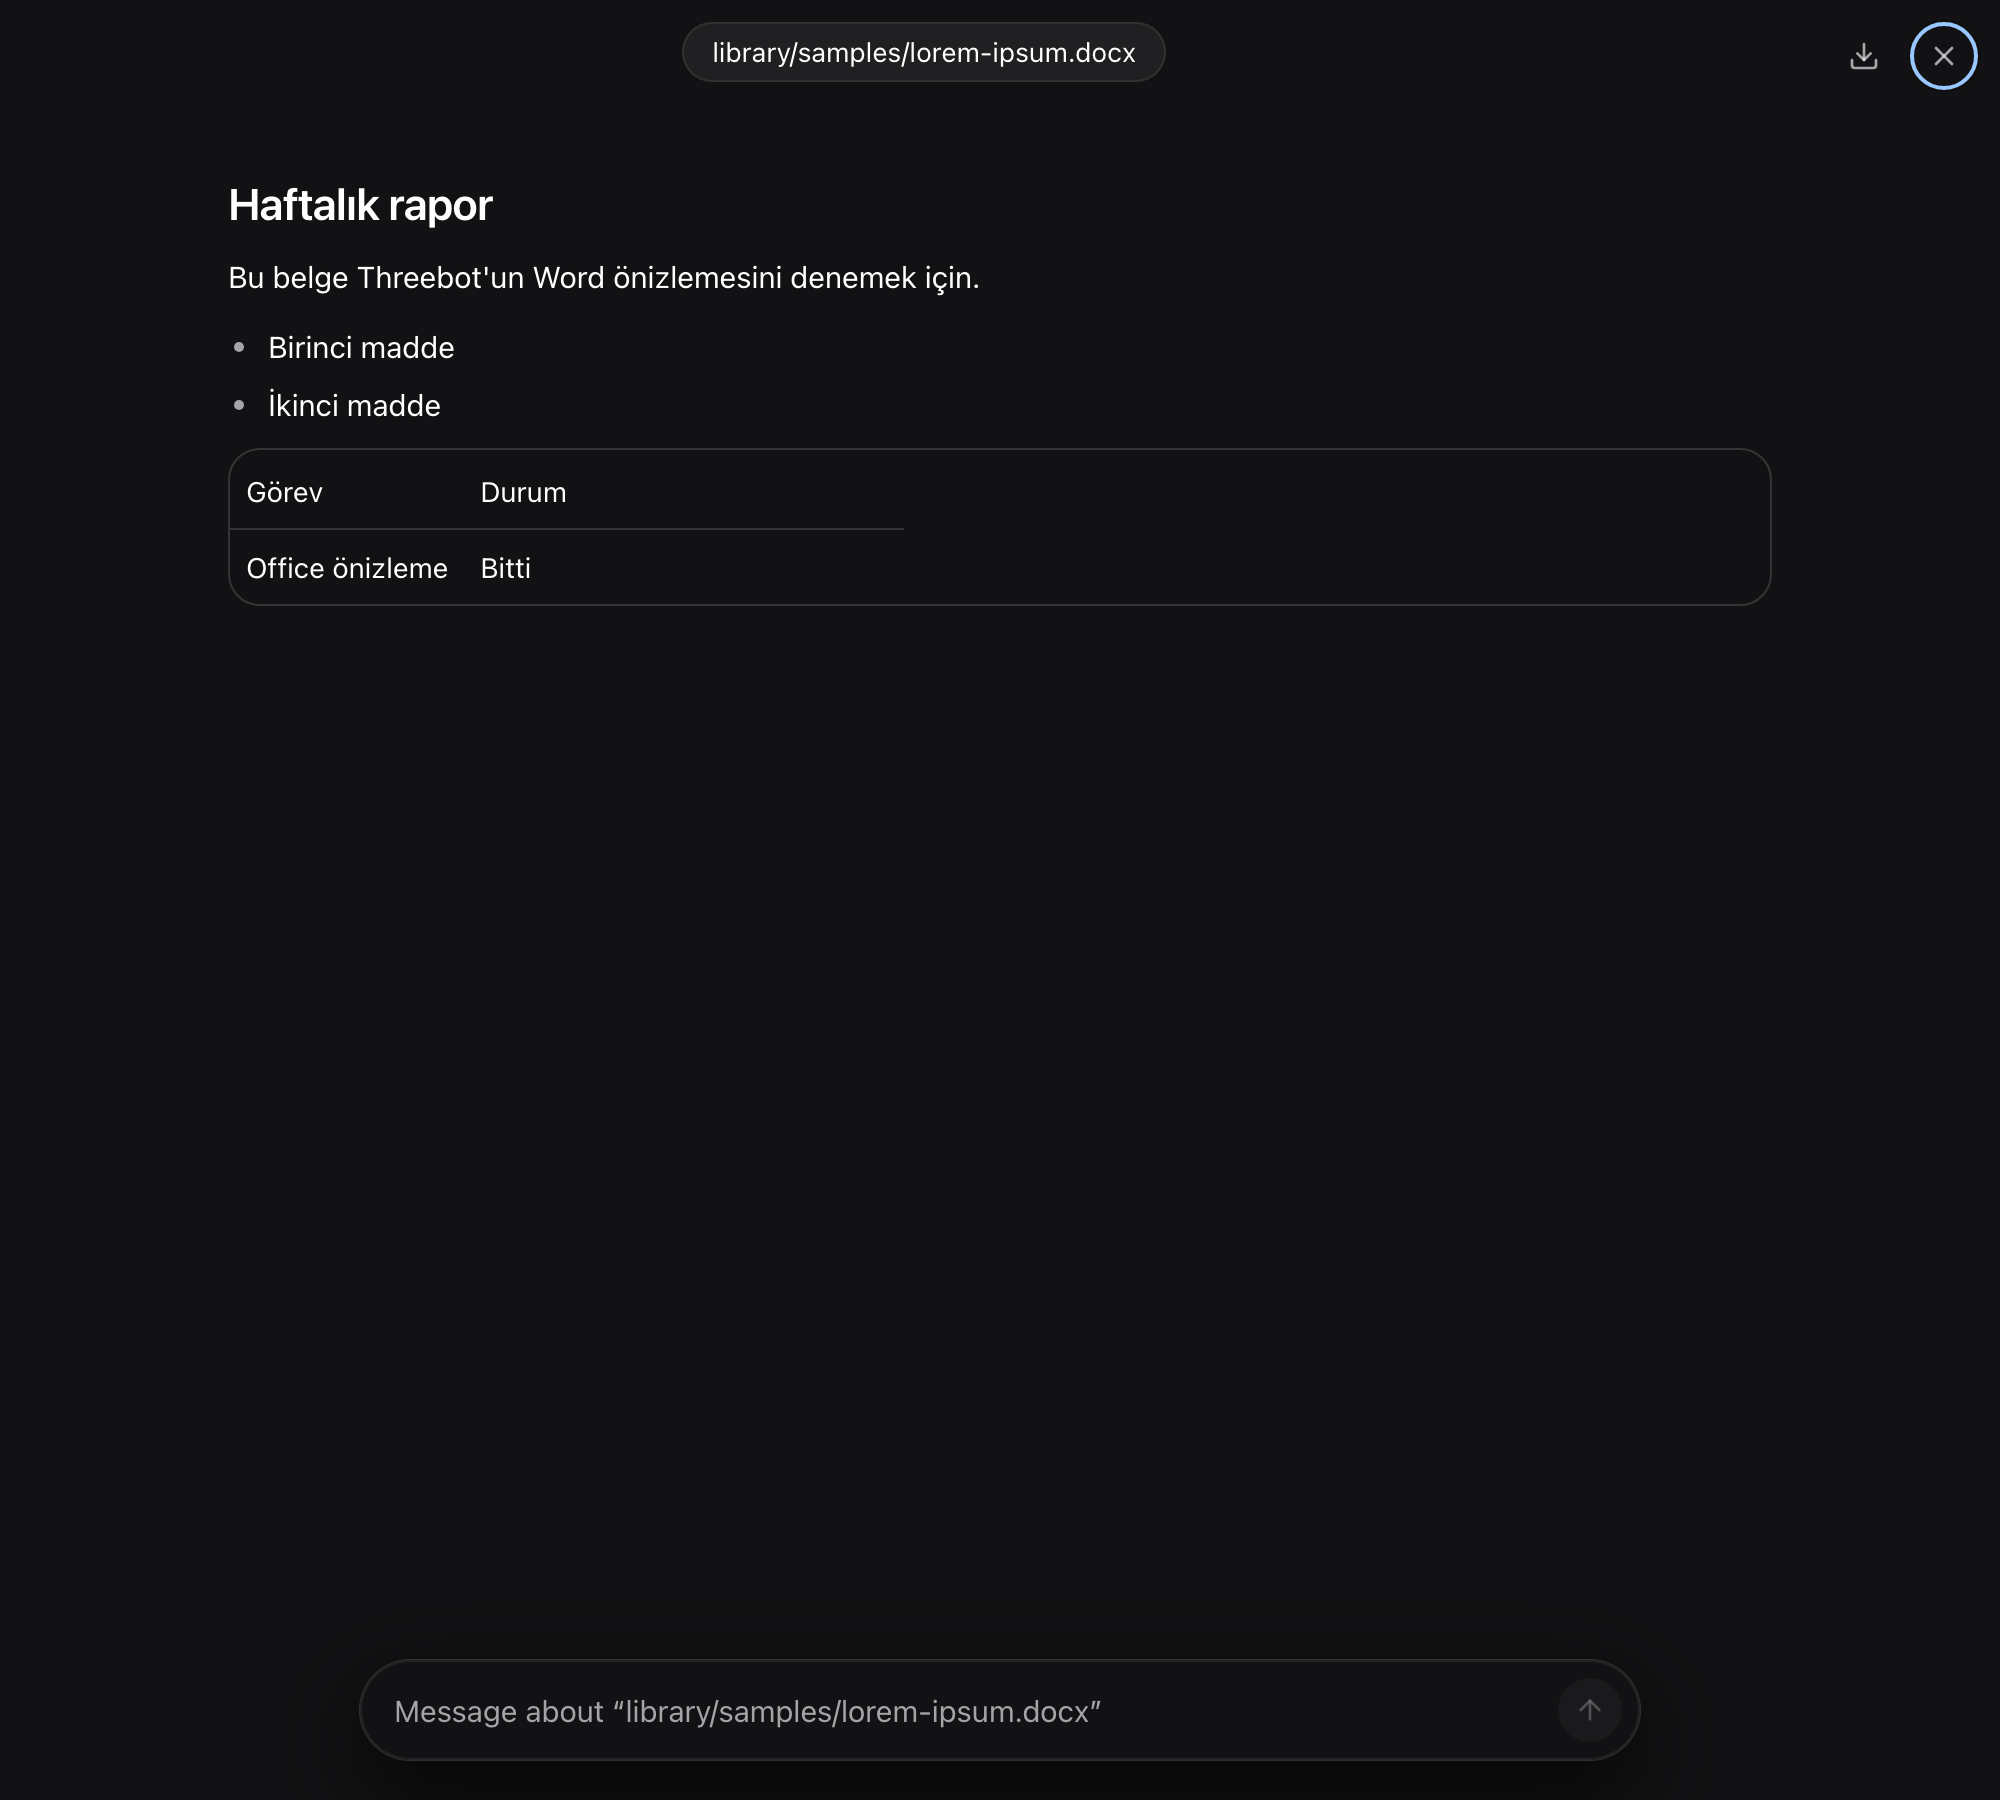 library/samples/lorem-ipsum.docx
Haftalık rapor
Bu belge Threebot'un Word önizlemesini denemek için.
Birinci madde
İkinci madde
Görev Durum
Office önizleme Bitti
Message about “library/samples/lorem-ipsum.docx”